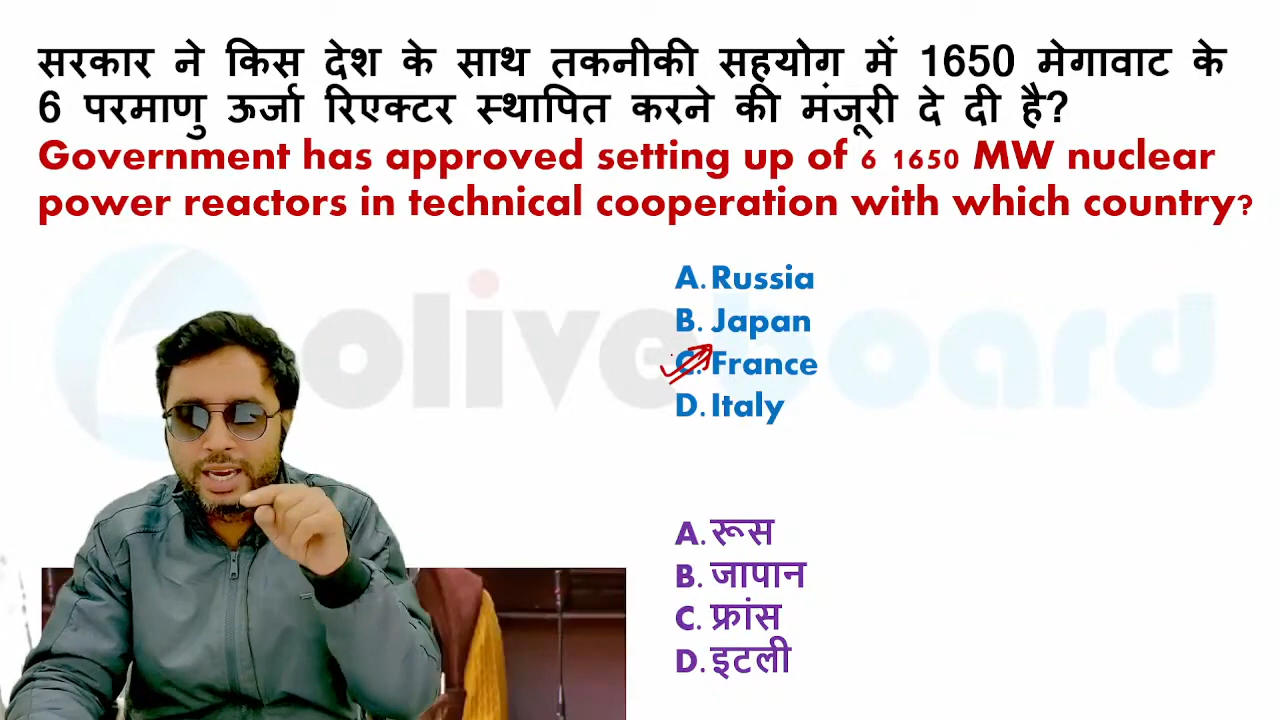 सरकार ने किस देश के साथ तकनीकी सहयोग में 1650 मेगावाट के
6 परमाणु ऊर्जा रिएक्टर स्थापित करने की मंजूरी दे दी है?
Government has approved setting up of 6 1650 MW nuclear
power reactors in technical cooperation with which country?
oliveboard
A. Russia
B. Japan
C. France
D. Italy
A. रूस
B. जापान
C. फ्रांस
D. इटली